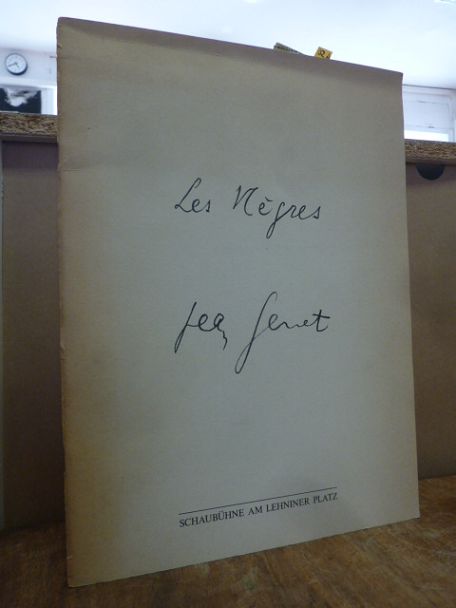 Les Nègres
Jean Genet
SCHAUBÜHNE AM LEHNINER PLATZ